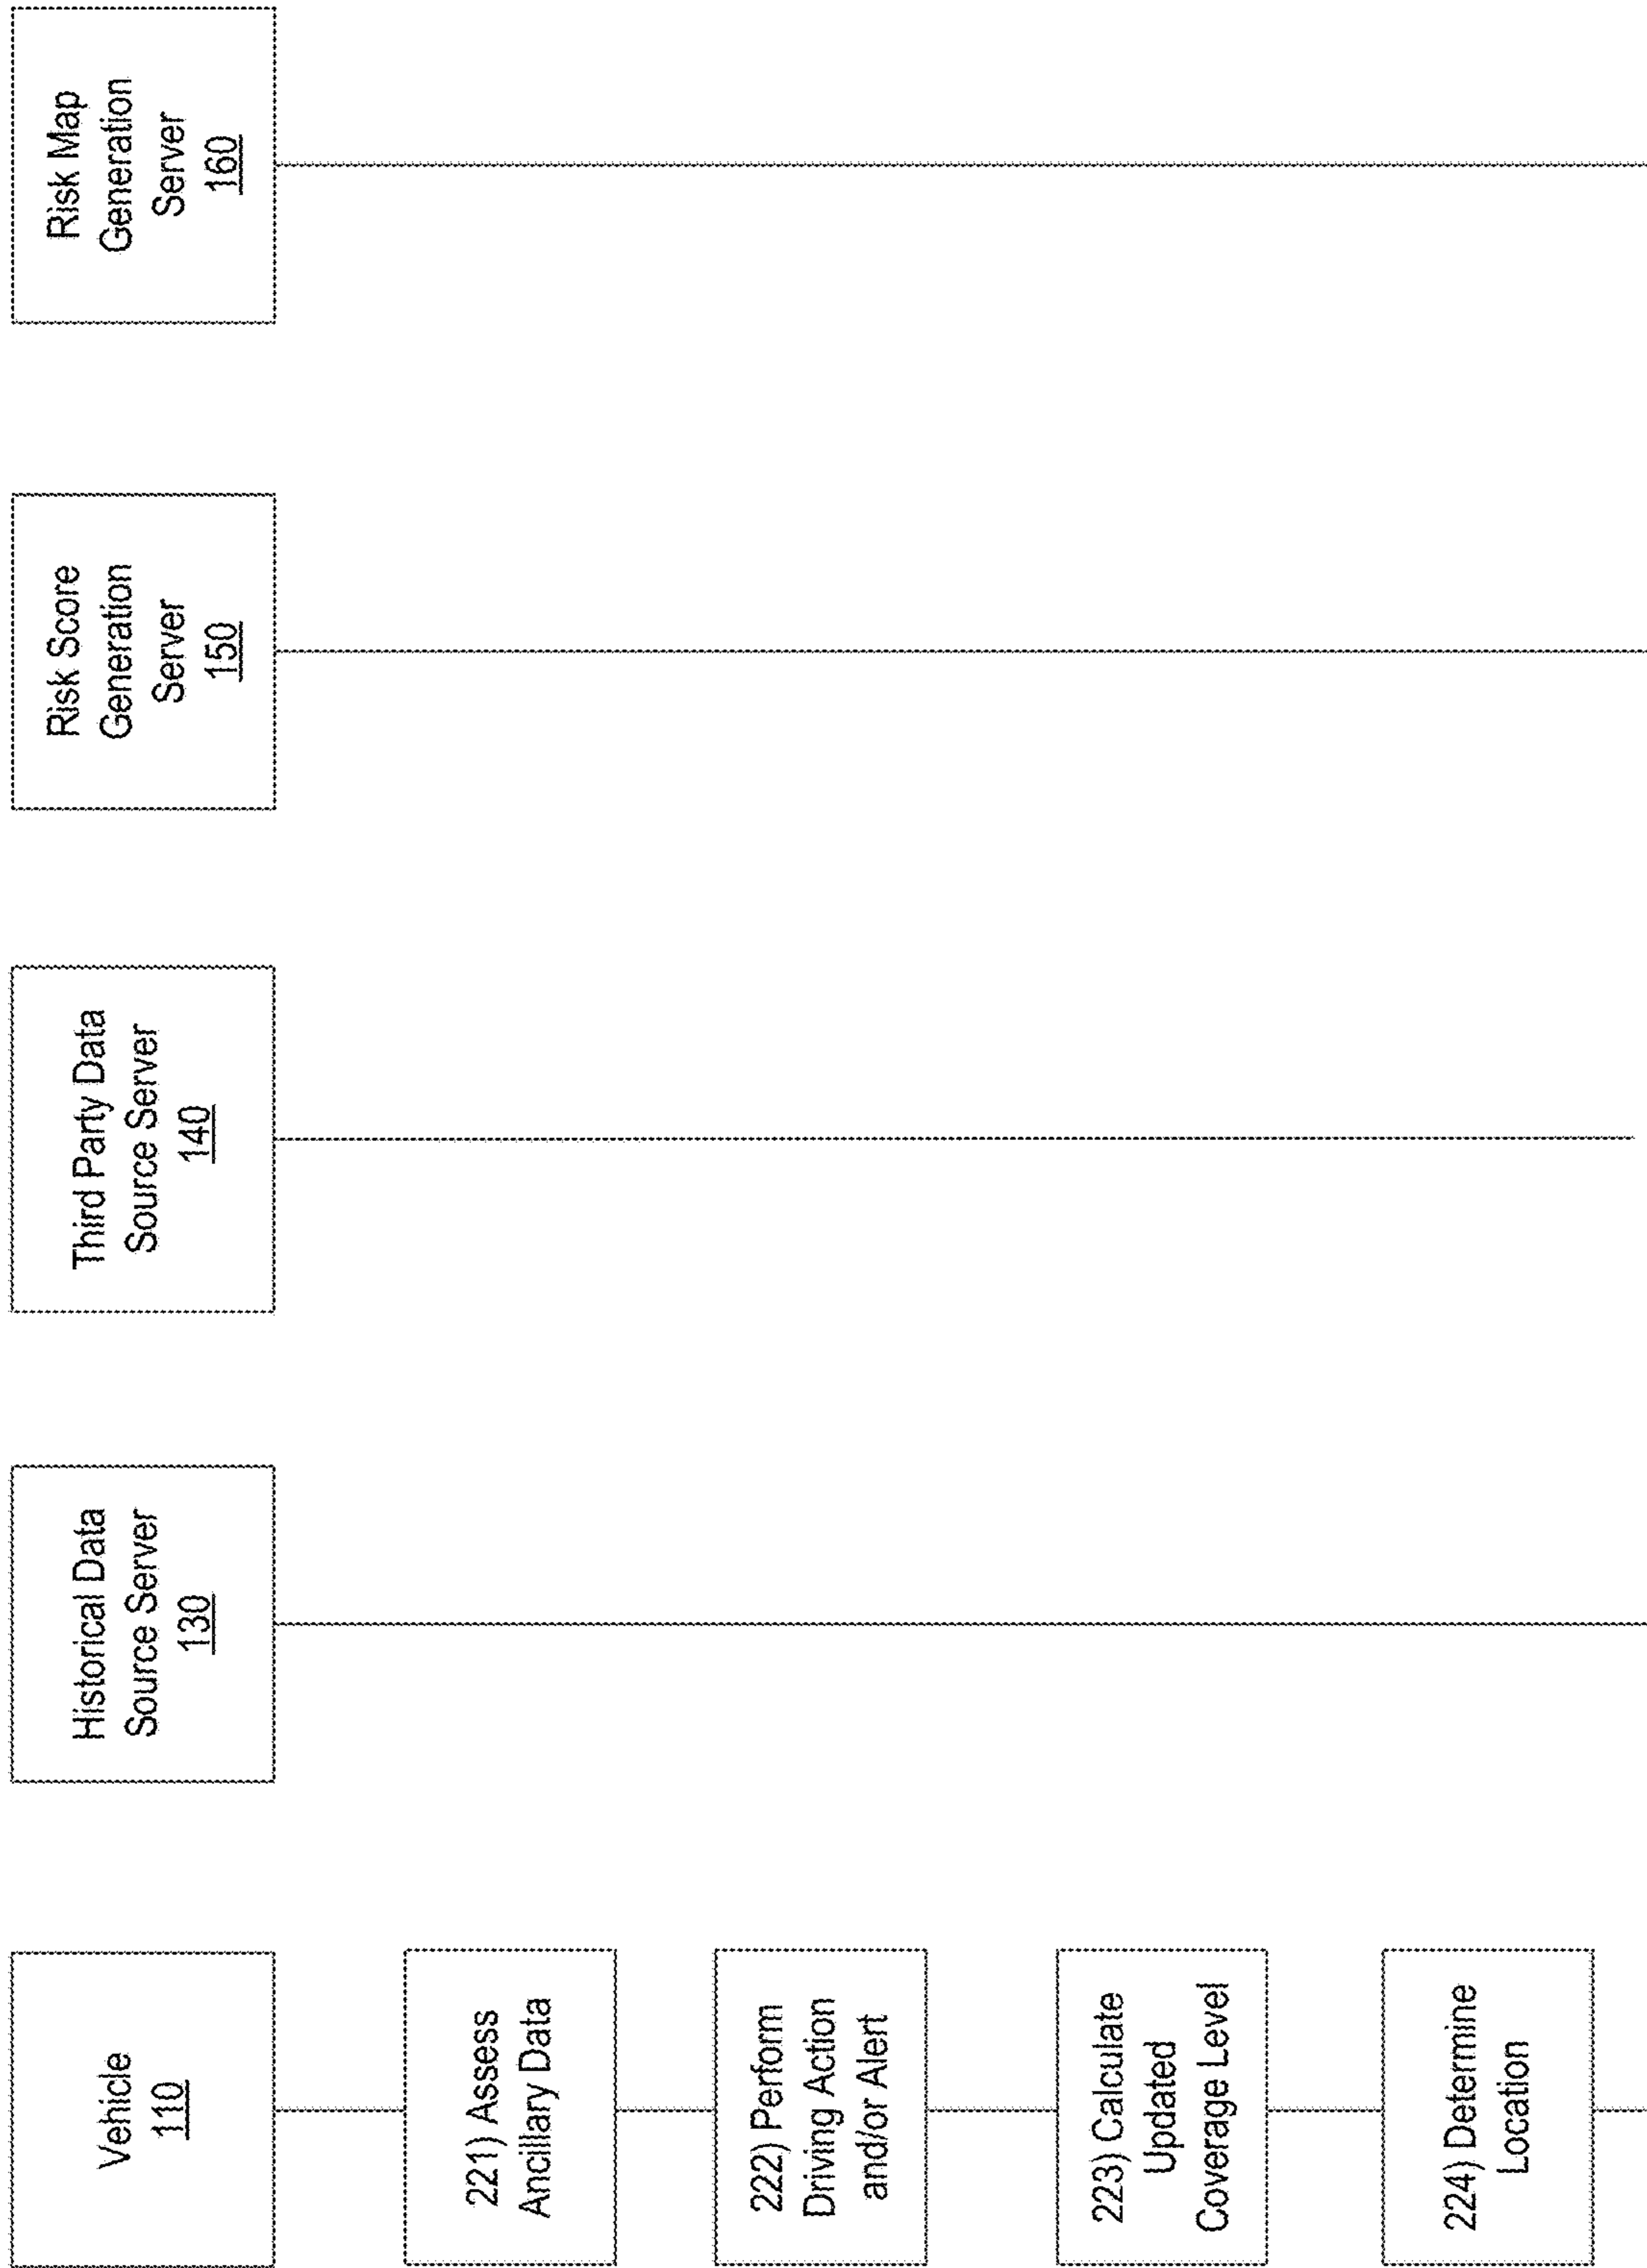 Vehicle
110
Historical Data
Source Server
130
Third Party Data
Source Server
140
Risk Score
Generation
Server
150
Risk Map
Generation
Server
160
221) Assess
Ancillary Data
222) Perform
Driving Action
and/or Alert
223) Calculate
Updated
Coverage Level
224) Determine
Location